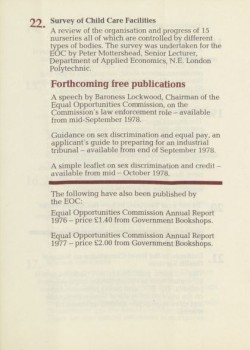 22. Survey of Child Care Facilities
A review of the organisation and progress of 15
nurseries all of which are controlled by different
types of bodies. The survey was undertaken for the
EOC by Peter Mottershead, Senior Lecturer,
Department of Applied Economics, N.E. London
Polytechnic.
Forthcoming free publications
A speech by Baroness Lockwood, Chairman of the
Equal Opportunities Commission, on the
Commission's law enforcement role – available
from mid-September 1978.
Guidance on sex discrimination and equal pay, an
applicant's guide to preparing for an industrial
tribunal – available from end of September 1978.
A simple leaflet on sex discrimination and credit –
available from mid – October 1978.
The following have also been published by
the EOC:
Equal Opportunities Commission Annual Report
1976 – price £1.40 from Government Bookshops.
Equal Opportunities Commission Annual Report
1977 – price £2.00 from Government Bookshops.